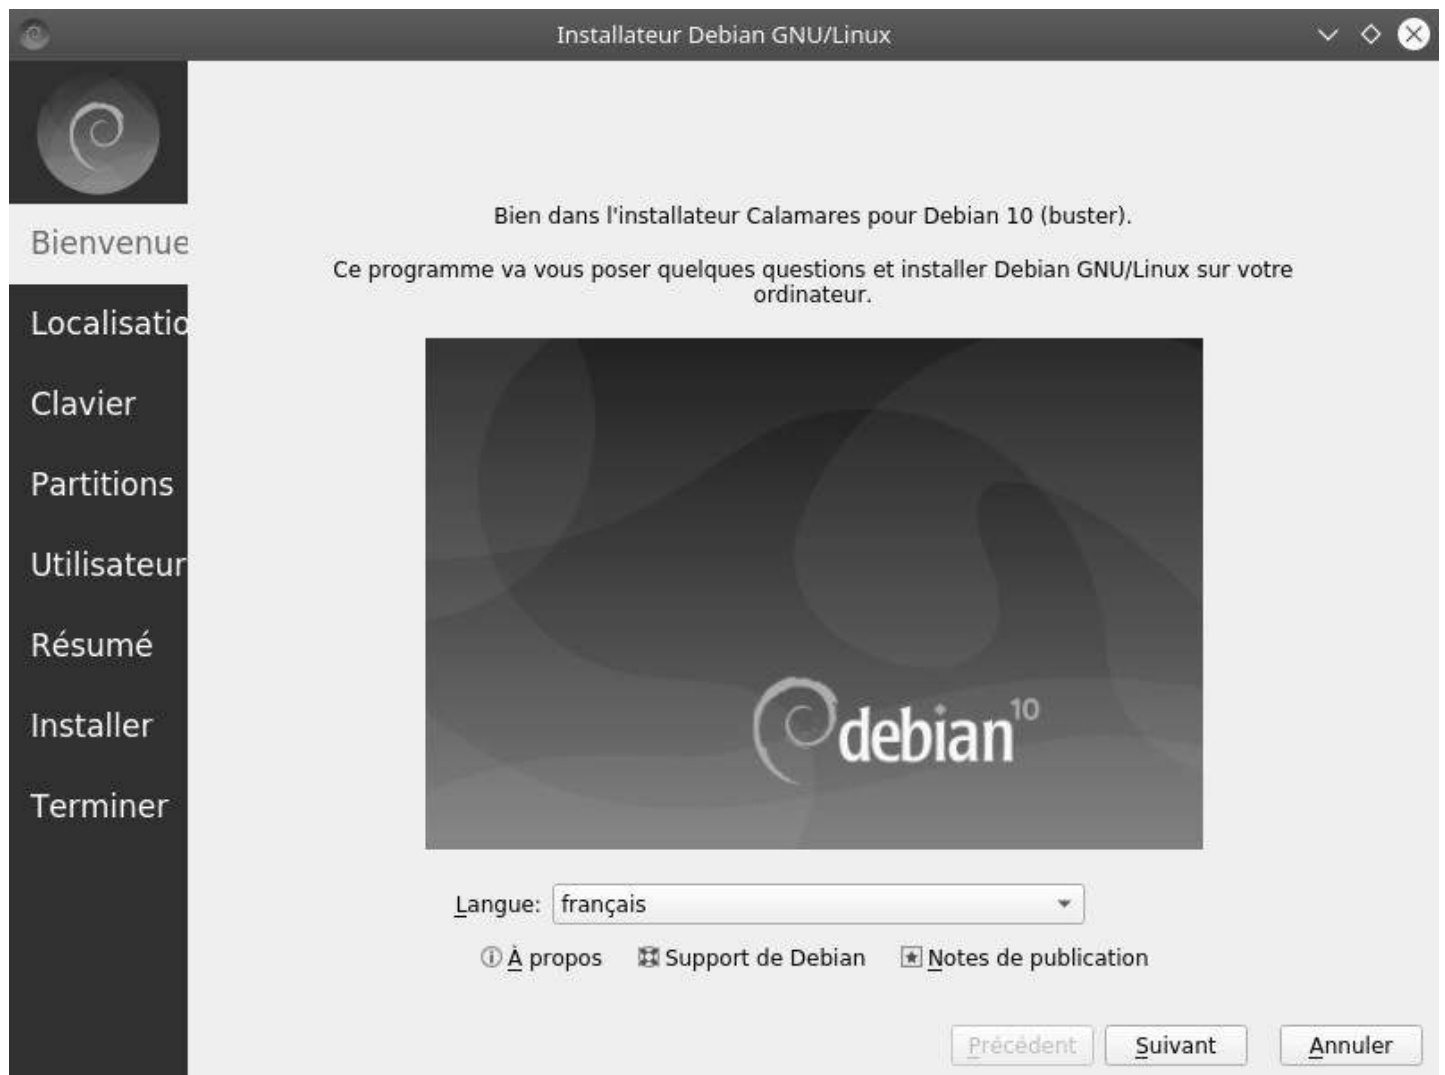 Installateur Debian GNU/Linux
Bienvenue
Localisatio
Clavier
Partitions
Utilisateur
Résumé
Installer
Terminer
Bien dans l'installateur Calamares pour Debian 10 (buster).
Ce programme va vous poser quelques questions et installer Debian GNU/Linux sur votre
ordinateur.
debian 10
Langue: français
À propos Support de Debian Notes de publication
Précédent Suivant Annuler